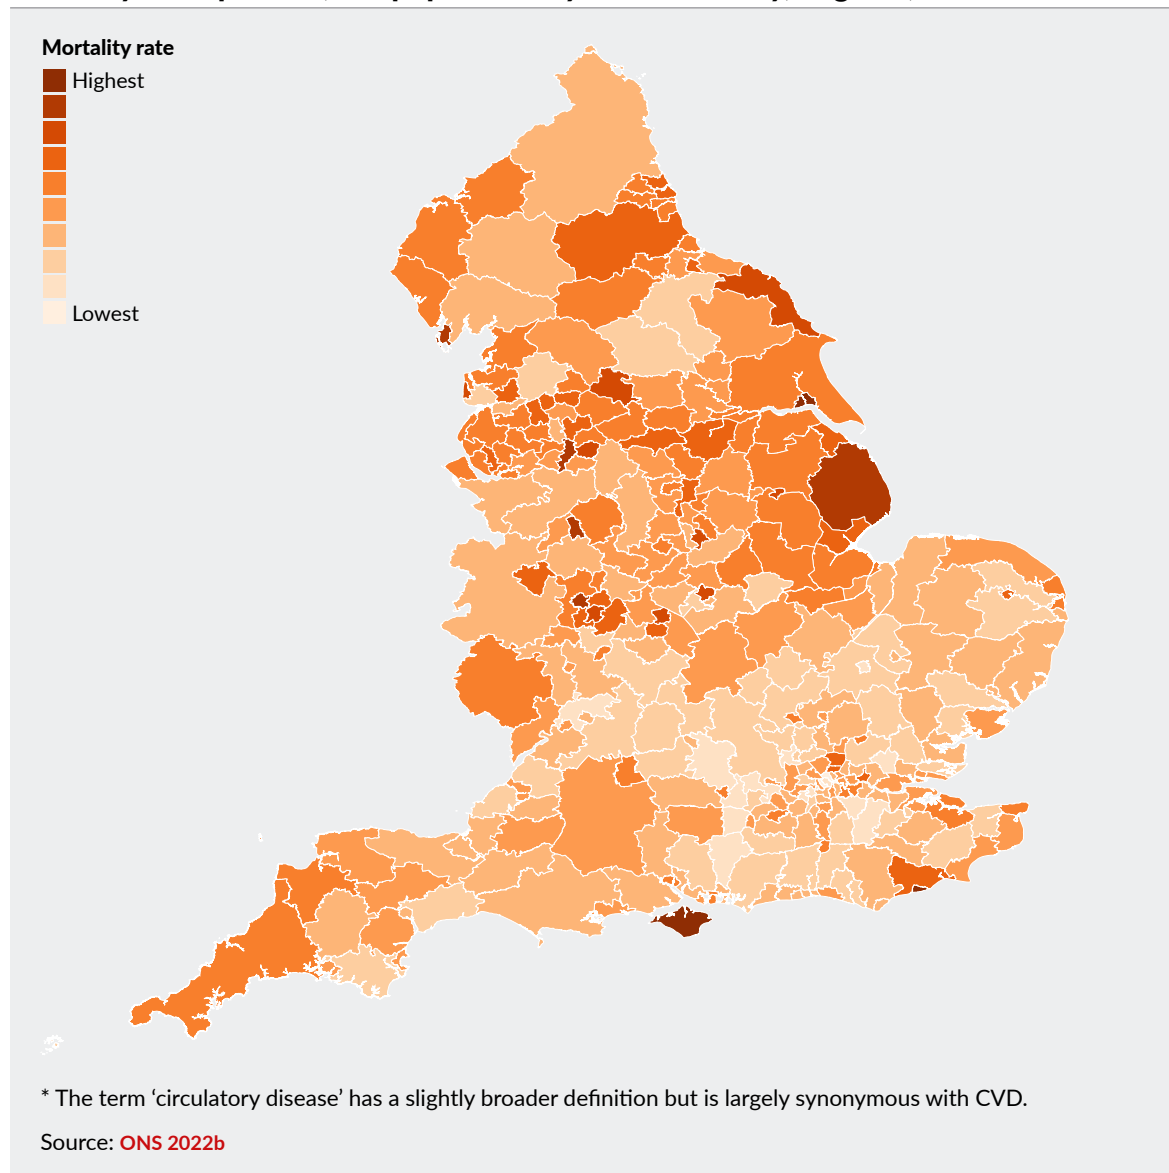 Mortality rate
Highest
Lowest
* The term ‘circulatory disease’ has a slightly broader definition but is largely synonymous with CVD.
Source: ONS 2022b